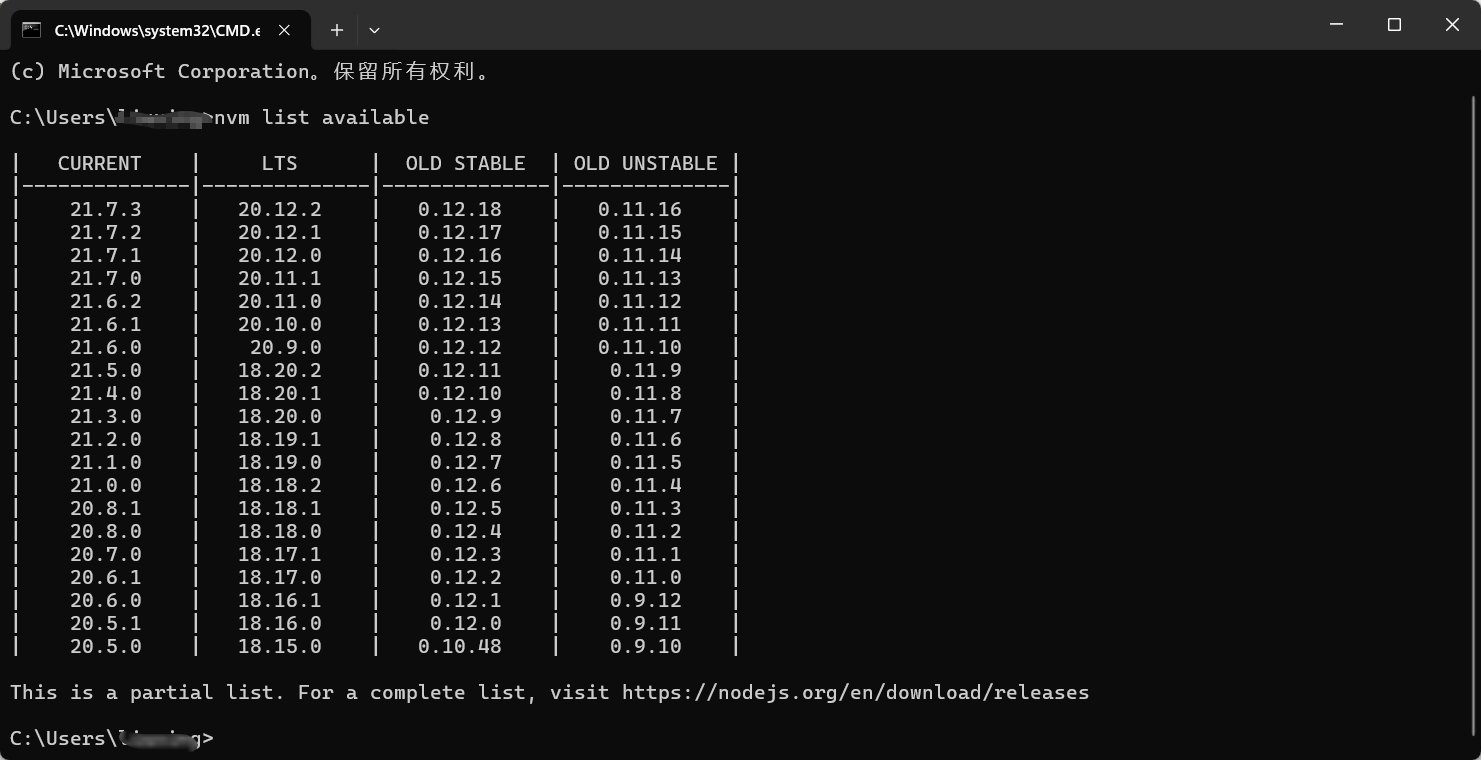 C:\Windows\system32\CMD.e
(c) Microsoft Corporation。保留所有权利。
C:\Users\ nvm list available
| CURRENT | LTS | OLD STABLE | OLD UNSTABLE |
|--------------|--------------|--------------|--------------|
| 21.7.3 | 20.12.2 | 0.12.18 | 0.11.16 |
| 21.7.2 | 20.12.1 | 0.12.17 | 0.11.15 |
| 21.7.1 | 20.12.0 | 0.12.16 | 0.11.14 |
| 21.7.0 | 20.11.1 | 0.12.15 | 0.11.13 |
| 21.6.2 | 20.11.0 | 0.12.14 | 0.11.12 |
| 21.6.1 | 20.10.0 | 0.12.13 | 0.11.11 |
| 21.6.0 | 20.9.0 | 0.12.12 | 0.11.10 |
| 21.5.0 | 18.20.2 | 0.12.11 | 0.11.9 |
| 21.4.0 | 18.20.1 | 0.12.10 | 0.11.8 |
| 21.3.0 | 18.20.0 | 0.12.9 | 0.11.7 |
| 21.2.0 | 18.19.1 | 0.12.8 | 0.11.6 |
| 21.1.0 | 18.19.0 | 0.12.7 | 0.11.5 |
| 21.0.0 | 18.18.2 | 0.12.6 | 0.11.4 |
| 20.8.1 | 18.18.1 | 0.12.5 | 0.11.3 |
| 20.8.0 | 18.18.0 | 0.12.4 | 0.11.2 |
| 20.7.0 | 18.17.1 | 0.12.3 | 0.11.1 |
| 20.6.1 | 18.17.0 | 0.12.2 | 0.11.0 |
| 20.6.0 | 18.16.1 | 0.12.1 | 0.9.12 |
| 20.5.1 | 18.16.0 | 0.12.0 | 0.9.11 |
| 20.5.0 | 18.15.0 | 0.10.48 | 0.9.10 |
This is a partial list. For a complete list, visit https://nodejs.org/en/download/releases
C:\Users\ >